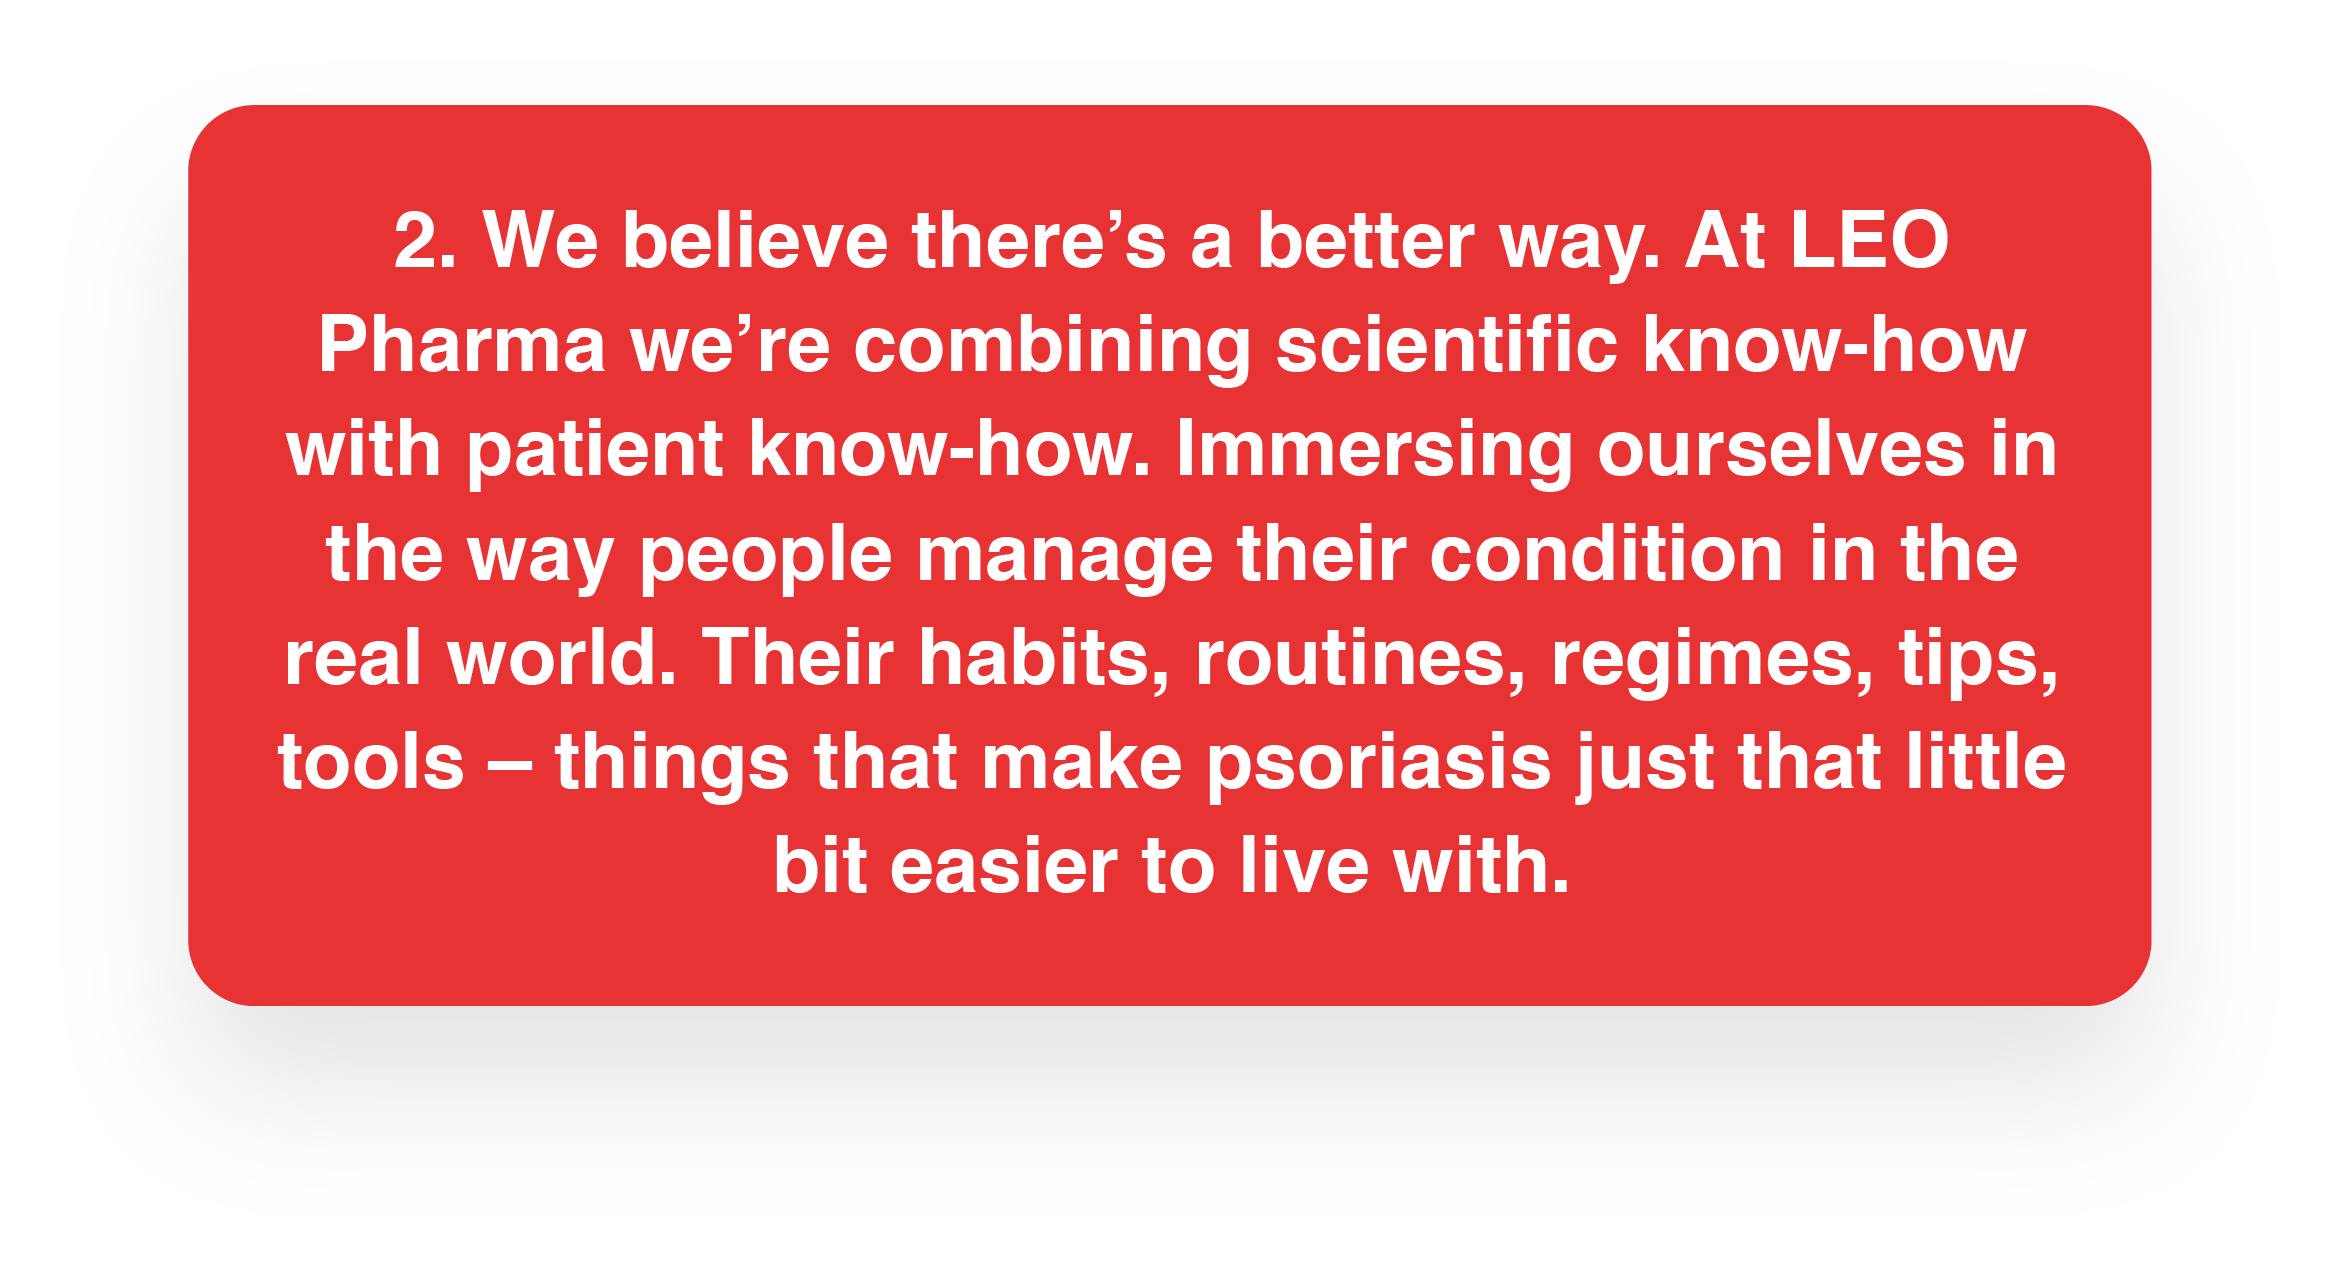 2. We believe there’s a better way. At LEO
Pharma we’re combining scientific know-how
with patient know-how. Immersing ourselves in
the way people manage their condition in the
real world. Their habits, routines, regimes, tips,
tools – things that make psoriasis just that little
bit easier to live with.